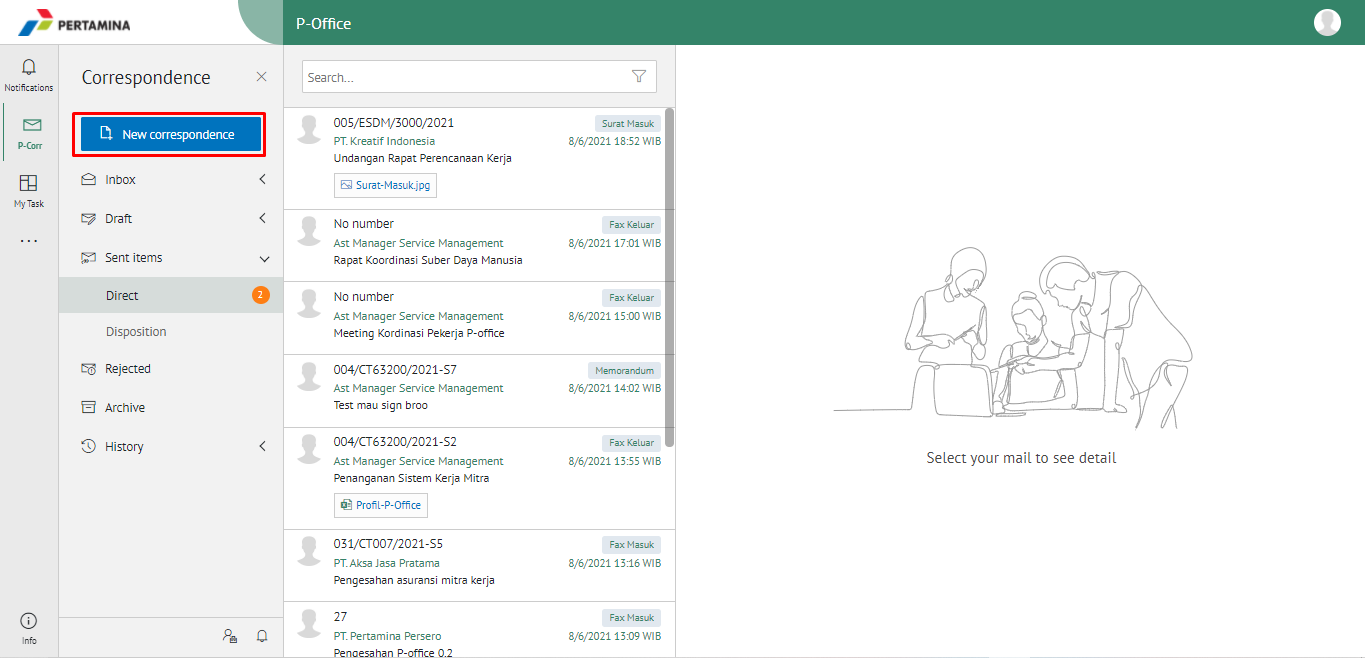 PERTAMINA
P-Office
Notifications
P-Corr
My Task
...
Info
Correspondence
New correspondence
Inbox
Draft
Sent items
Direct 2
Disposition
Rejected
Archive
History
Search...
005/ESDM/3000/2021 Surat Masuk
PT. Kreatif Indonesia 8/6/2021 18:52 WIB
Undangan Rapat Perencanaan Kerja
Surat-Masuk.jpg
No number Fax Keluar
Ast Manager Service Management 8/6/2021 17:01 WIB
Rapat Koordinasi Suber Daya Manusia
No number Fax Keluar
Ast Manager Service Management 8/6/2021 15:00 WIB
Meeting Kordinasi Pekerja P-office
004/CT63200/2021-S7 Memorandum
Ast Manager Service Management 8/6/2021 14:02 WIB
Test mau sign broo
004/CT63200/2021-S2 Fax Keluar
Ast Manager Service Management 8/6/2021 13:55 WIB
Penanganan Sistem Kerja Mitra
Profil-P-Office
031/CT007/2021-S5 Fax Masuk
PT. Aksa Jasa Pratama 8/6/2021 13:16 WIB
Pengesahan asuransi mitra kerja
27 Fax Masuk
PT. Pertamina Persero 8/6/2021 13:09 WIB
Pengesahan P-office 0.2
Select your mail to see detail